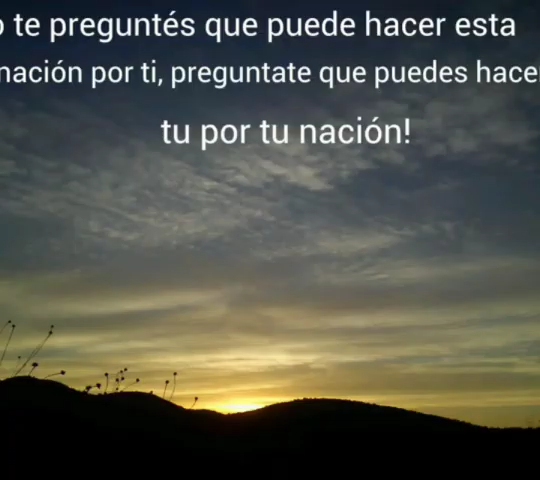 o te preguntés que puede hacer esta
nación por ti, preguntate que puedes hace
tu por tu nación!